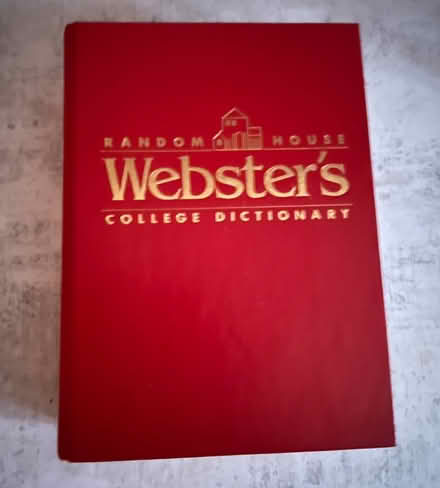 RANDOM HOUSE
Webster's
COLLEGE DICTIONARY